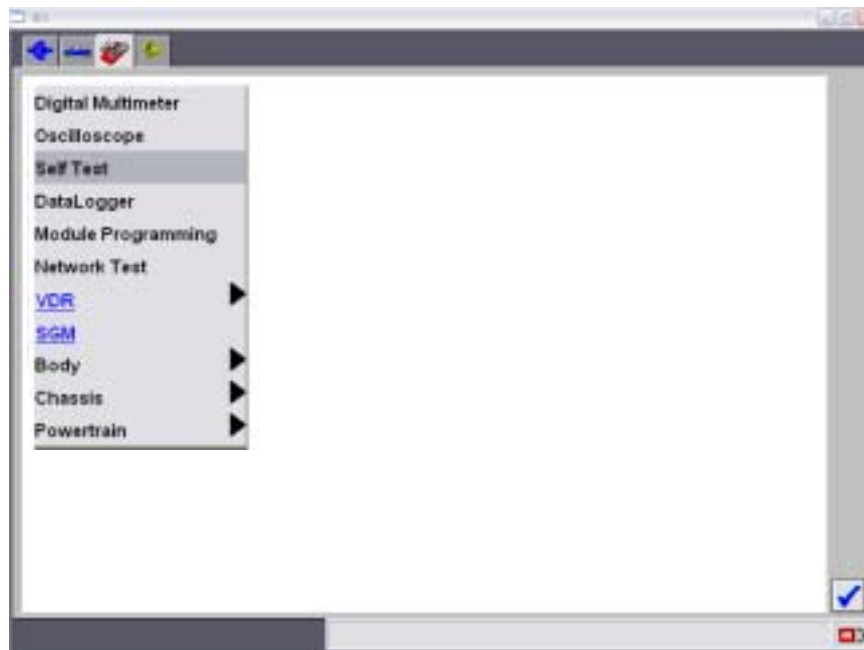 Digital Multimeter
Oscilloscope
Self Test
DataLogger
Module Programming
Network Test
VDR
SGM
Body
Chassis
Powertrain